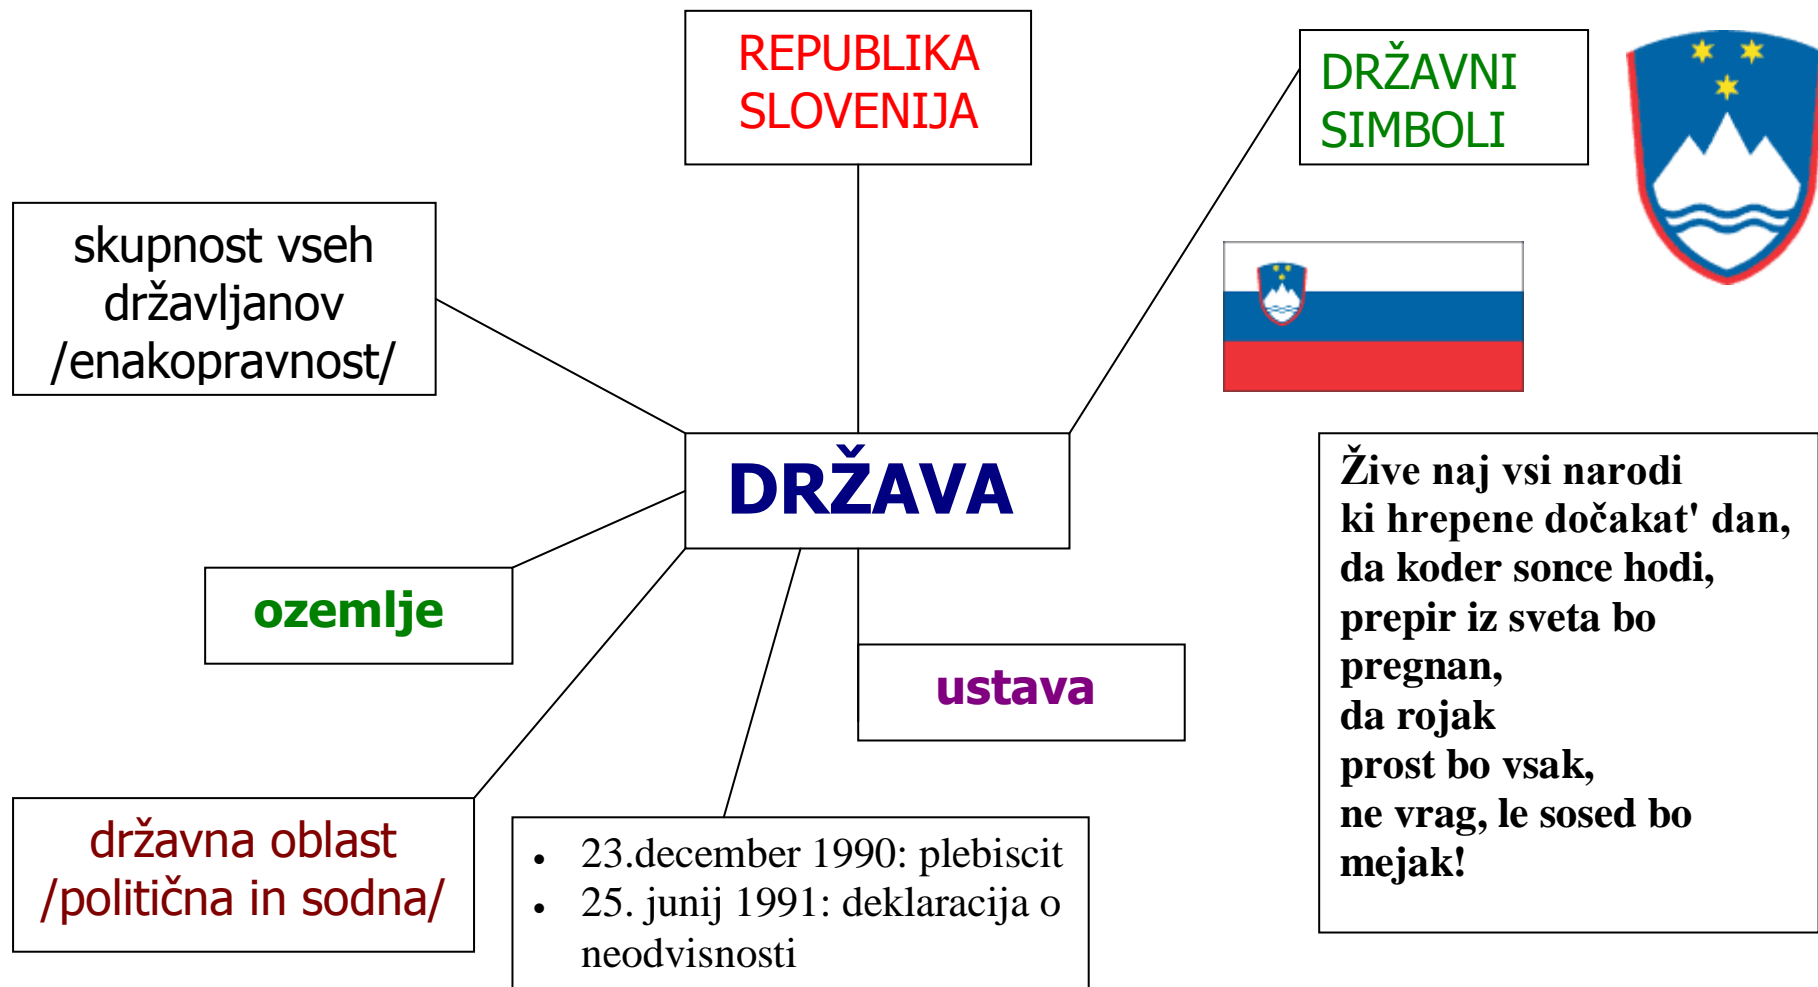 REPUBLIKA
SLOVENIJA
DRŽAVNI
SIMBOLI
skupnost vseh
državljanov
/enakopravnost/
DRŽAVA
Žive naj vsi narodi
ki hrepene dočakat' dan,
da koder sonce hodi,
prepir iz sveta bo
pregnan,
da rojak
prost bo vsak,
ne vrag, le sosed bo
mejak!
ozemlje
ustava
državna oblast
/politična in sodna/
• 23.december 1990: plebiscit
• 25. junij 1991: deklaracija o
neodvisnosti